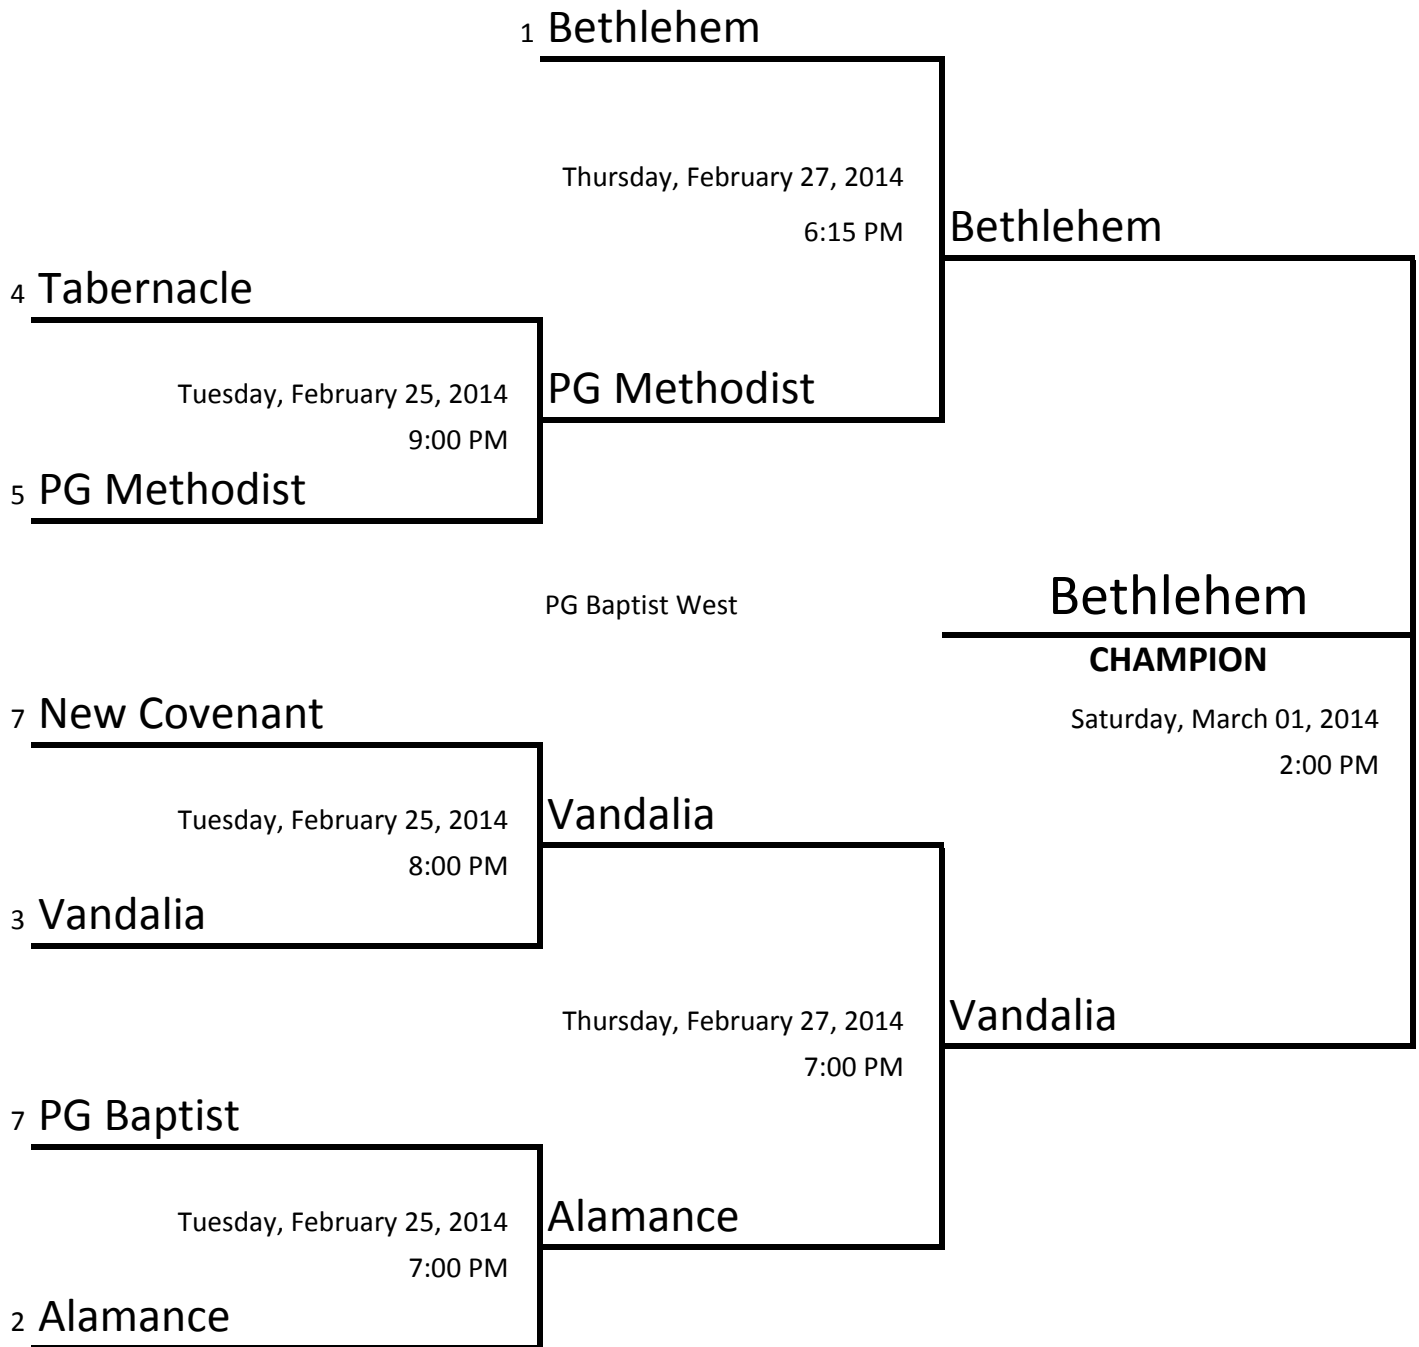 1 Bethlehem
Thursday, February 27, 2014
6:15 PM
Bethlehem
4 Tabernacle
Tuesday, February 25, 2014
9:00 PM
PG Methodist
5 PG Methodist
PG Baptist West
Bethlehem
CHAMPION
Saturday, March 01, 2014
2:00 PM
7 New Covenant
Tuesday, February 25, 2014
8:00 PM
Vandalia
3 Vandalia
Thursday, February 27, 2014
7:00 PM
Vandalia
7 PG Baptist
Tuesday, February 25, 2014
7:00 PM
Alamance
2 Alamance